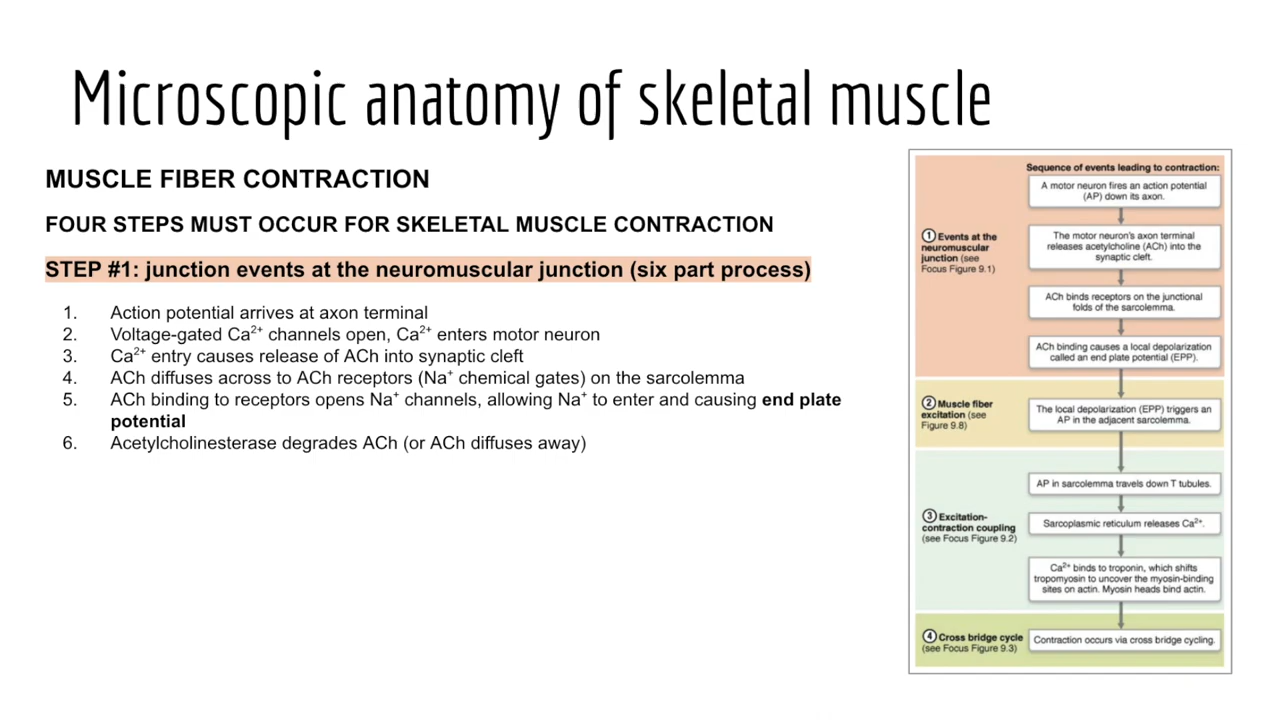 Microscopic anatomy of skeletal muscle
MUSCLE FIBER CONTRACTION
FOUR STEPS MUST OCCUR FOR SKELETAL MUSCLE CONTRACTION
STEP #1: junction events at the neuromuscular junction (six part process)
1. Action potential arrives at axon terminal
2. Voltage-gated Ca²⁺ channels open, Ca²⁺ enters motor neuron
3. Ca²⁺ entry causes release of ACh into synaptic cleft
4. ACh diffuses across to ACh receptors (Na⁺ chemical gates) on the sarcolemma
5. ACh binding to receptors opens Na⁺ channels, allowing Na⁺ to enter and causing end plate
potential
6. Acetylcholinesterase degrades ACh (or ACh diffuses away)
Sequence of events leading to contraction:
A motor neuron fires an action potential
(AP) down its axon.
① Events at the
neuromuscular
junction (see
Focus Figure 9.1)
The motor neuron's axon terminal
releases acetylcholine (ACh) into the
synaptic cleft.
ACh binds receptors on the junctional
folds of the sarcolemma.
ACh binding causes a local depolarization
called an end plate potential (EPP).
② Muscle fiber
excitation (see
Figure 9.8)
The local depolarization (EPP) triggers an
AP in the adjacent sarcolemma.
AP in sarcolemma travels down T tubules.
③ Excitation-
contraction coupling
(see Focus Figure 9.2)
Sarcoplasmic reticulum releases Ca²⁺.
Ca²⁺ binds to troponin, which shifts
tropomyosin to uncover the myosin-binding
sites on actin. Myosin heads bind actin.
④ Cross bridge cycle
(see Focus Figure 9.3)
Contraction occurs via cross bridge cycling.